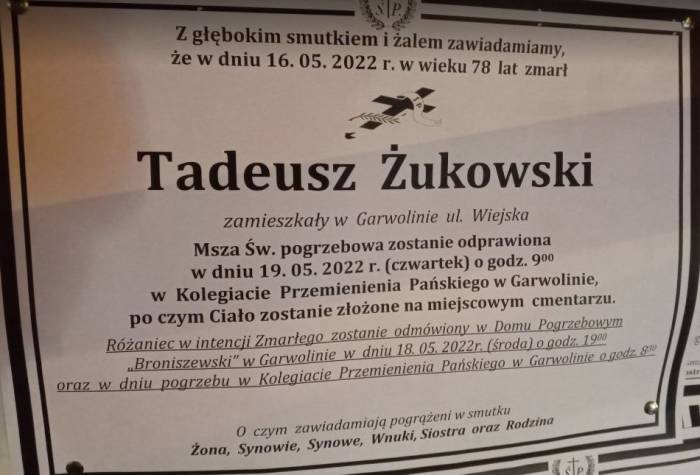 Ś P.
Z głębokim smutkiem i żalem zawiadamiamy,
że w dniu 16. 05. 2022 r. w wieku 78 lat zmarł
Tadeusz Żukowski
zamieszkały w Garwolinie ul. Wiejska
Msza Św. pogrzebowa zostanie odprawiona
w dniu 19. 05. 2022 r. (czwartek) o godz. 9⁰⁰
w Kolegiacie Przemienienia Pańskiego w Garwolinie,
po czym Ciało zostanie złożone na miejscowym cmentarzu.
Różaniec w intencji Zmarłego zostanie odmówiony w Domu Pogrzebowym
„Broniszewski" w Garwolinie w dniu 18. 05. 2022r. (środa) o godz. 19⁰⁰
oraz w dniu pogrzebu w Kolegiacie Przemienienia Pańskiego w Garwolinie o godz. 8³⁰
O czym zawiadamiają pogrążeni w smutku
Żona, Synowie, Synowe, Wnuki, Siostra oraz Rodzina
Ś P.